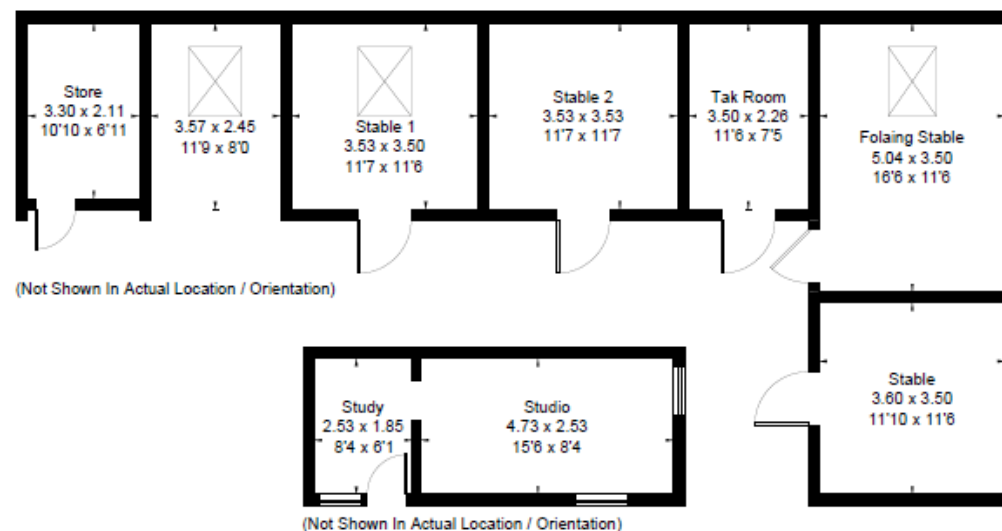 Store
3.30 x 2.11
10'10 x 6'11
3.57 x 2.45
11'9 x 8'0
Stable 1
3.53 x 3.50
11'7 x 11'6
Stable 2
3.53 x 3.53
11'7 x 11'7
Tak Room
3.50 x 2.26
11'6 x 7'5
Folaing Stable
5.04 x 3.50
16'6 x 11'6
(Not Shown In Actual Location / Orientation)
Study
2.53 x 1.85
8'4 x 6'1
Studio
4.73 x 2.53
15'6 x 8'4
Stable
3.60 x 3.50
11'10 x 11'6
(Not Shown In Actual Location / Orientation)